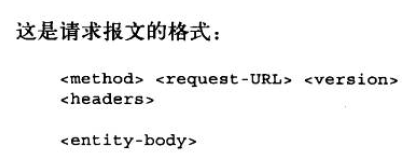 这是请求报文的格式：
<method> <request-URL> <version>
<headers>
<entity-body>